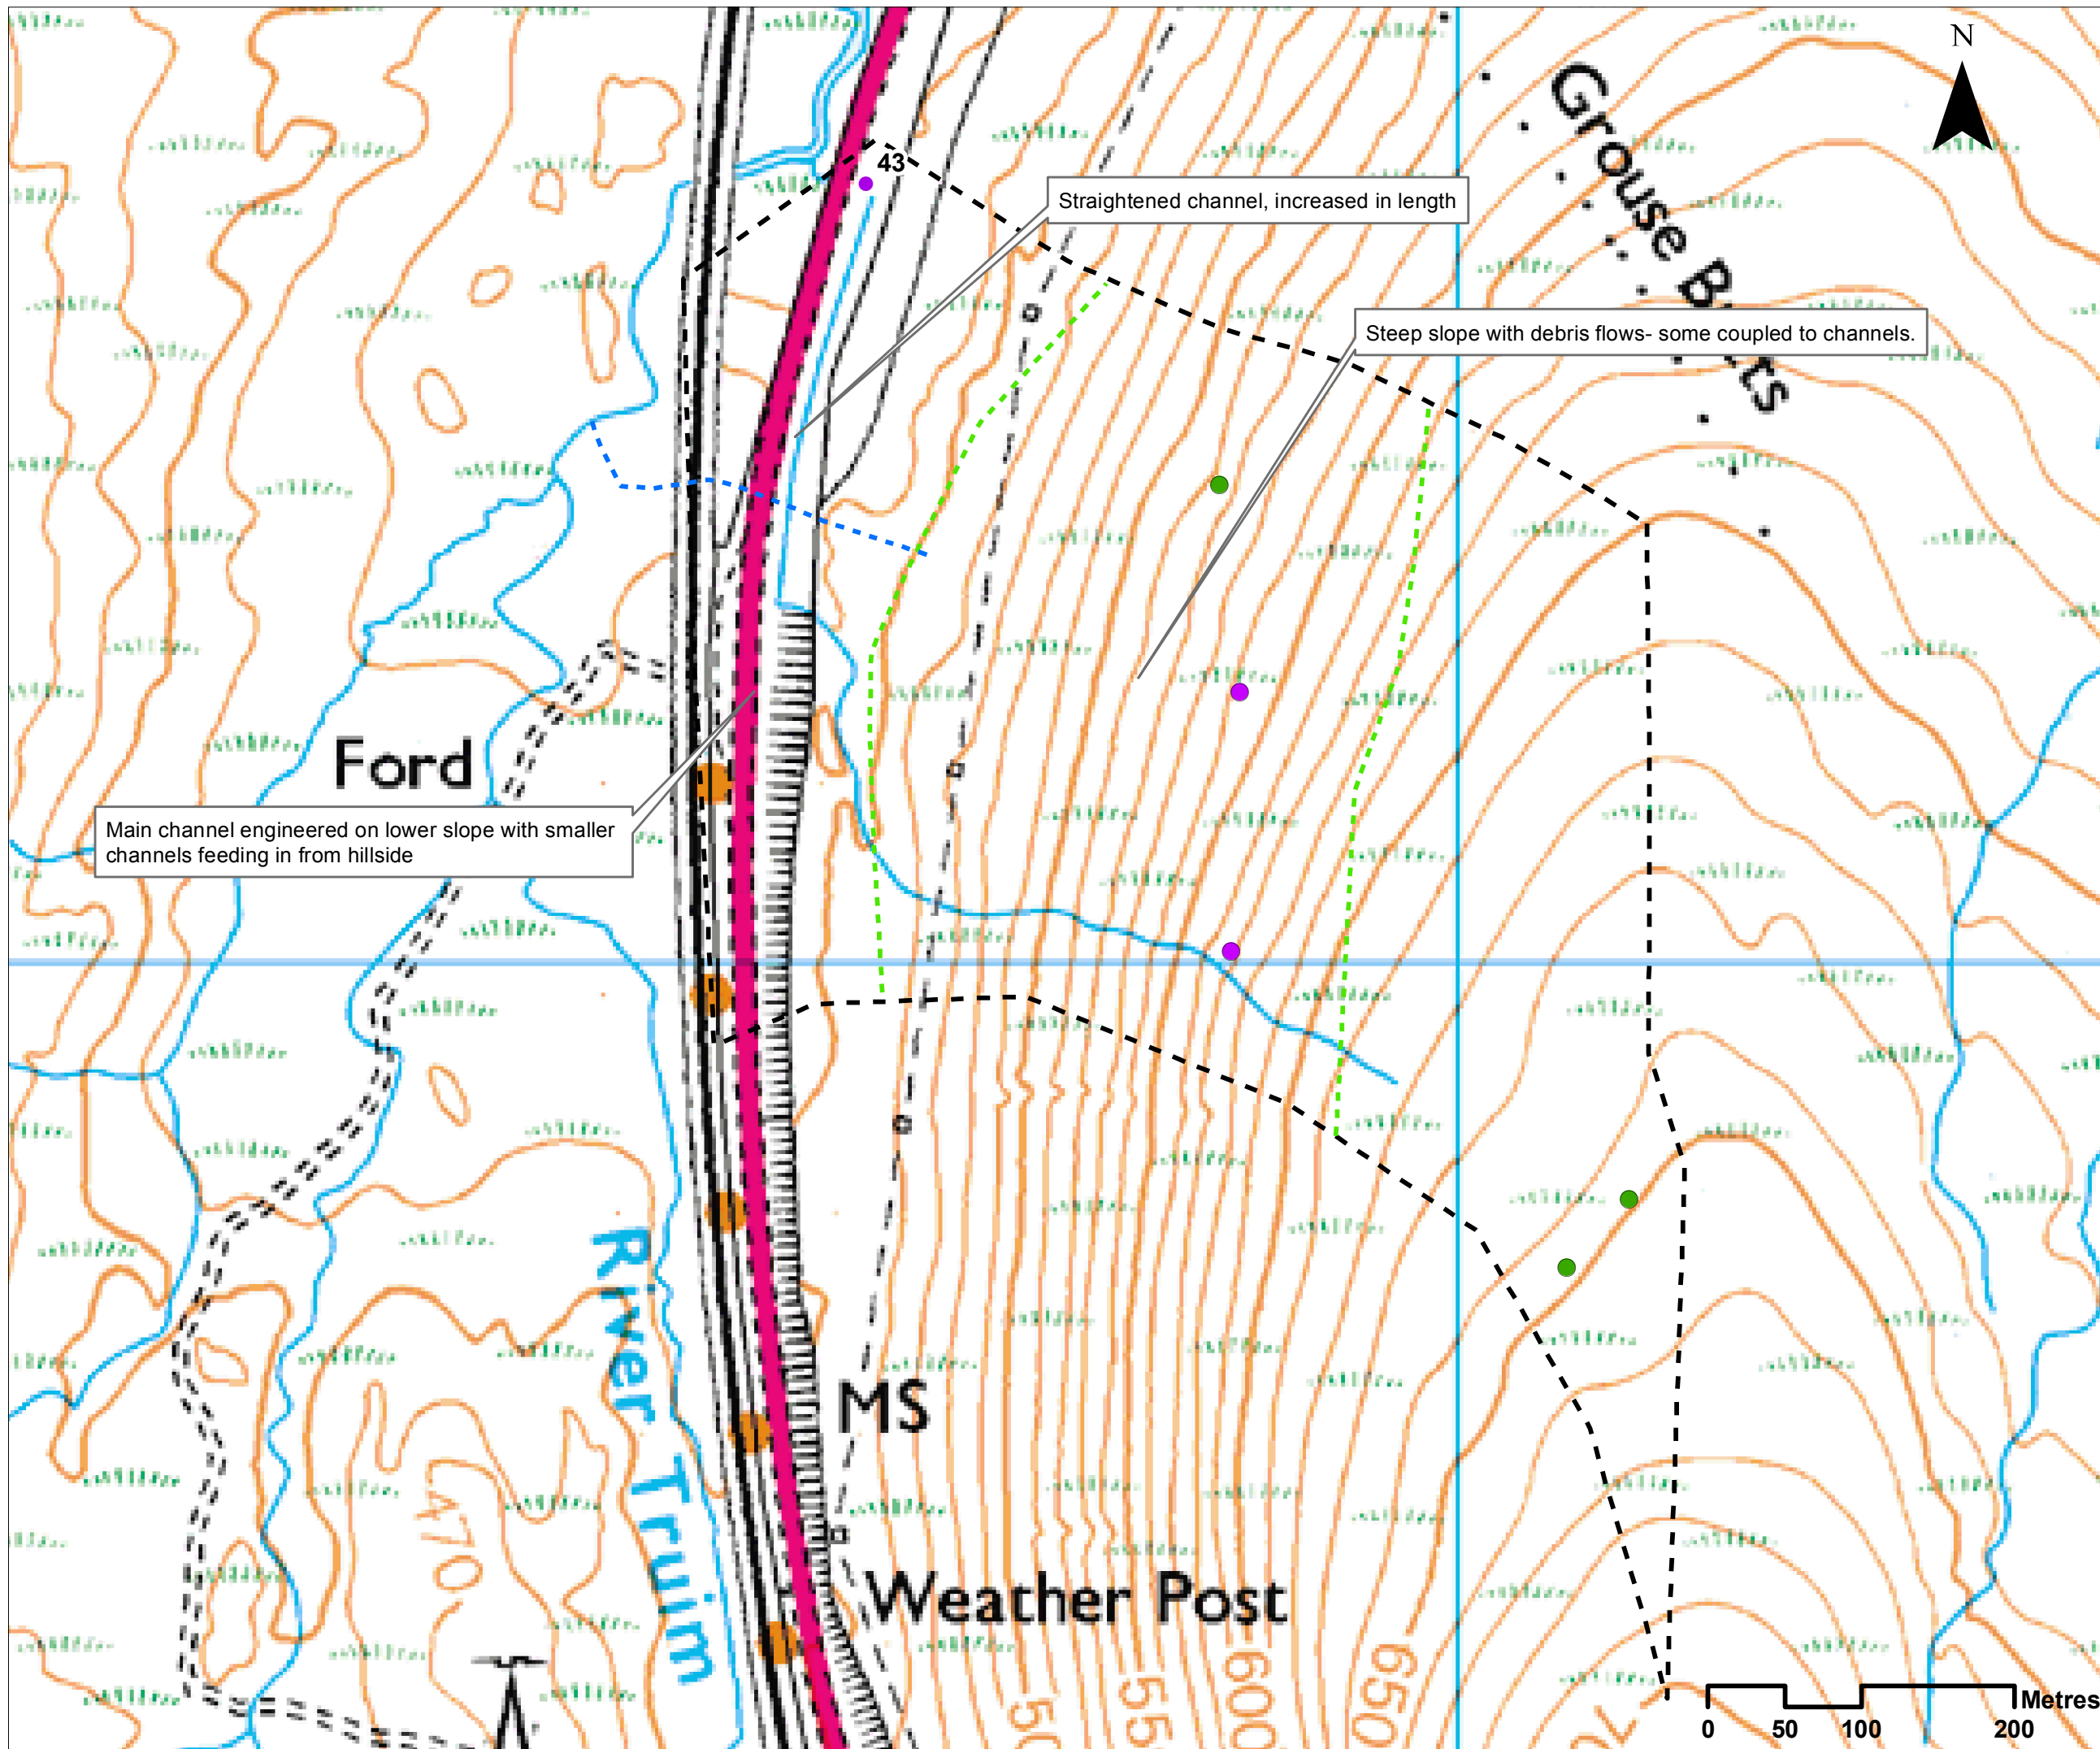 N
Grouse B ts
43
Straightened channel, increased in length
Steep slope with debris flows- some coupled to channels.
Ford
Main channel engineered on lower slope with smaller
channels feeding in from hillside
River Truim
MS
470
Weather Post
50
55
600
650
Metres
0 50 100 200